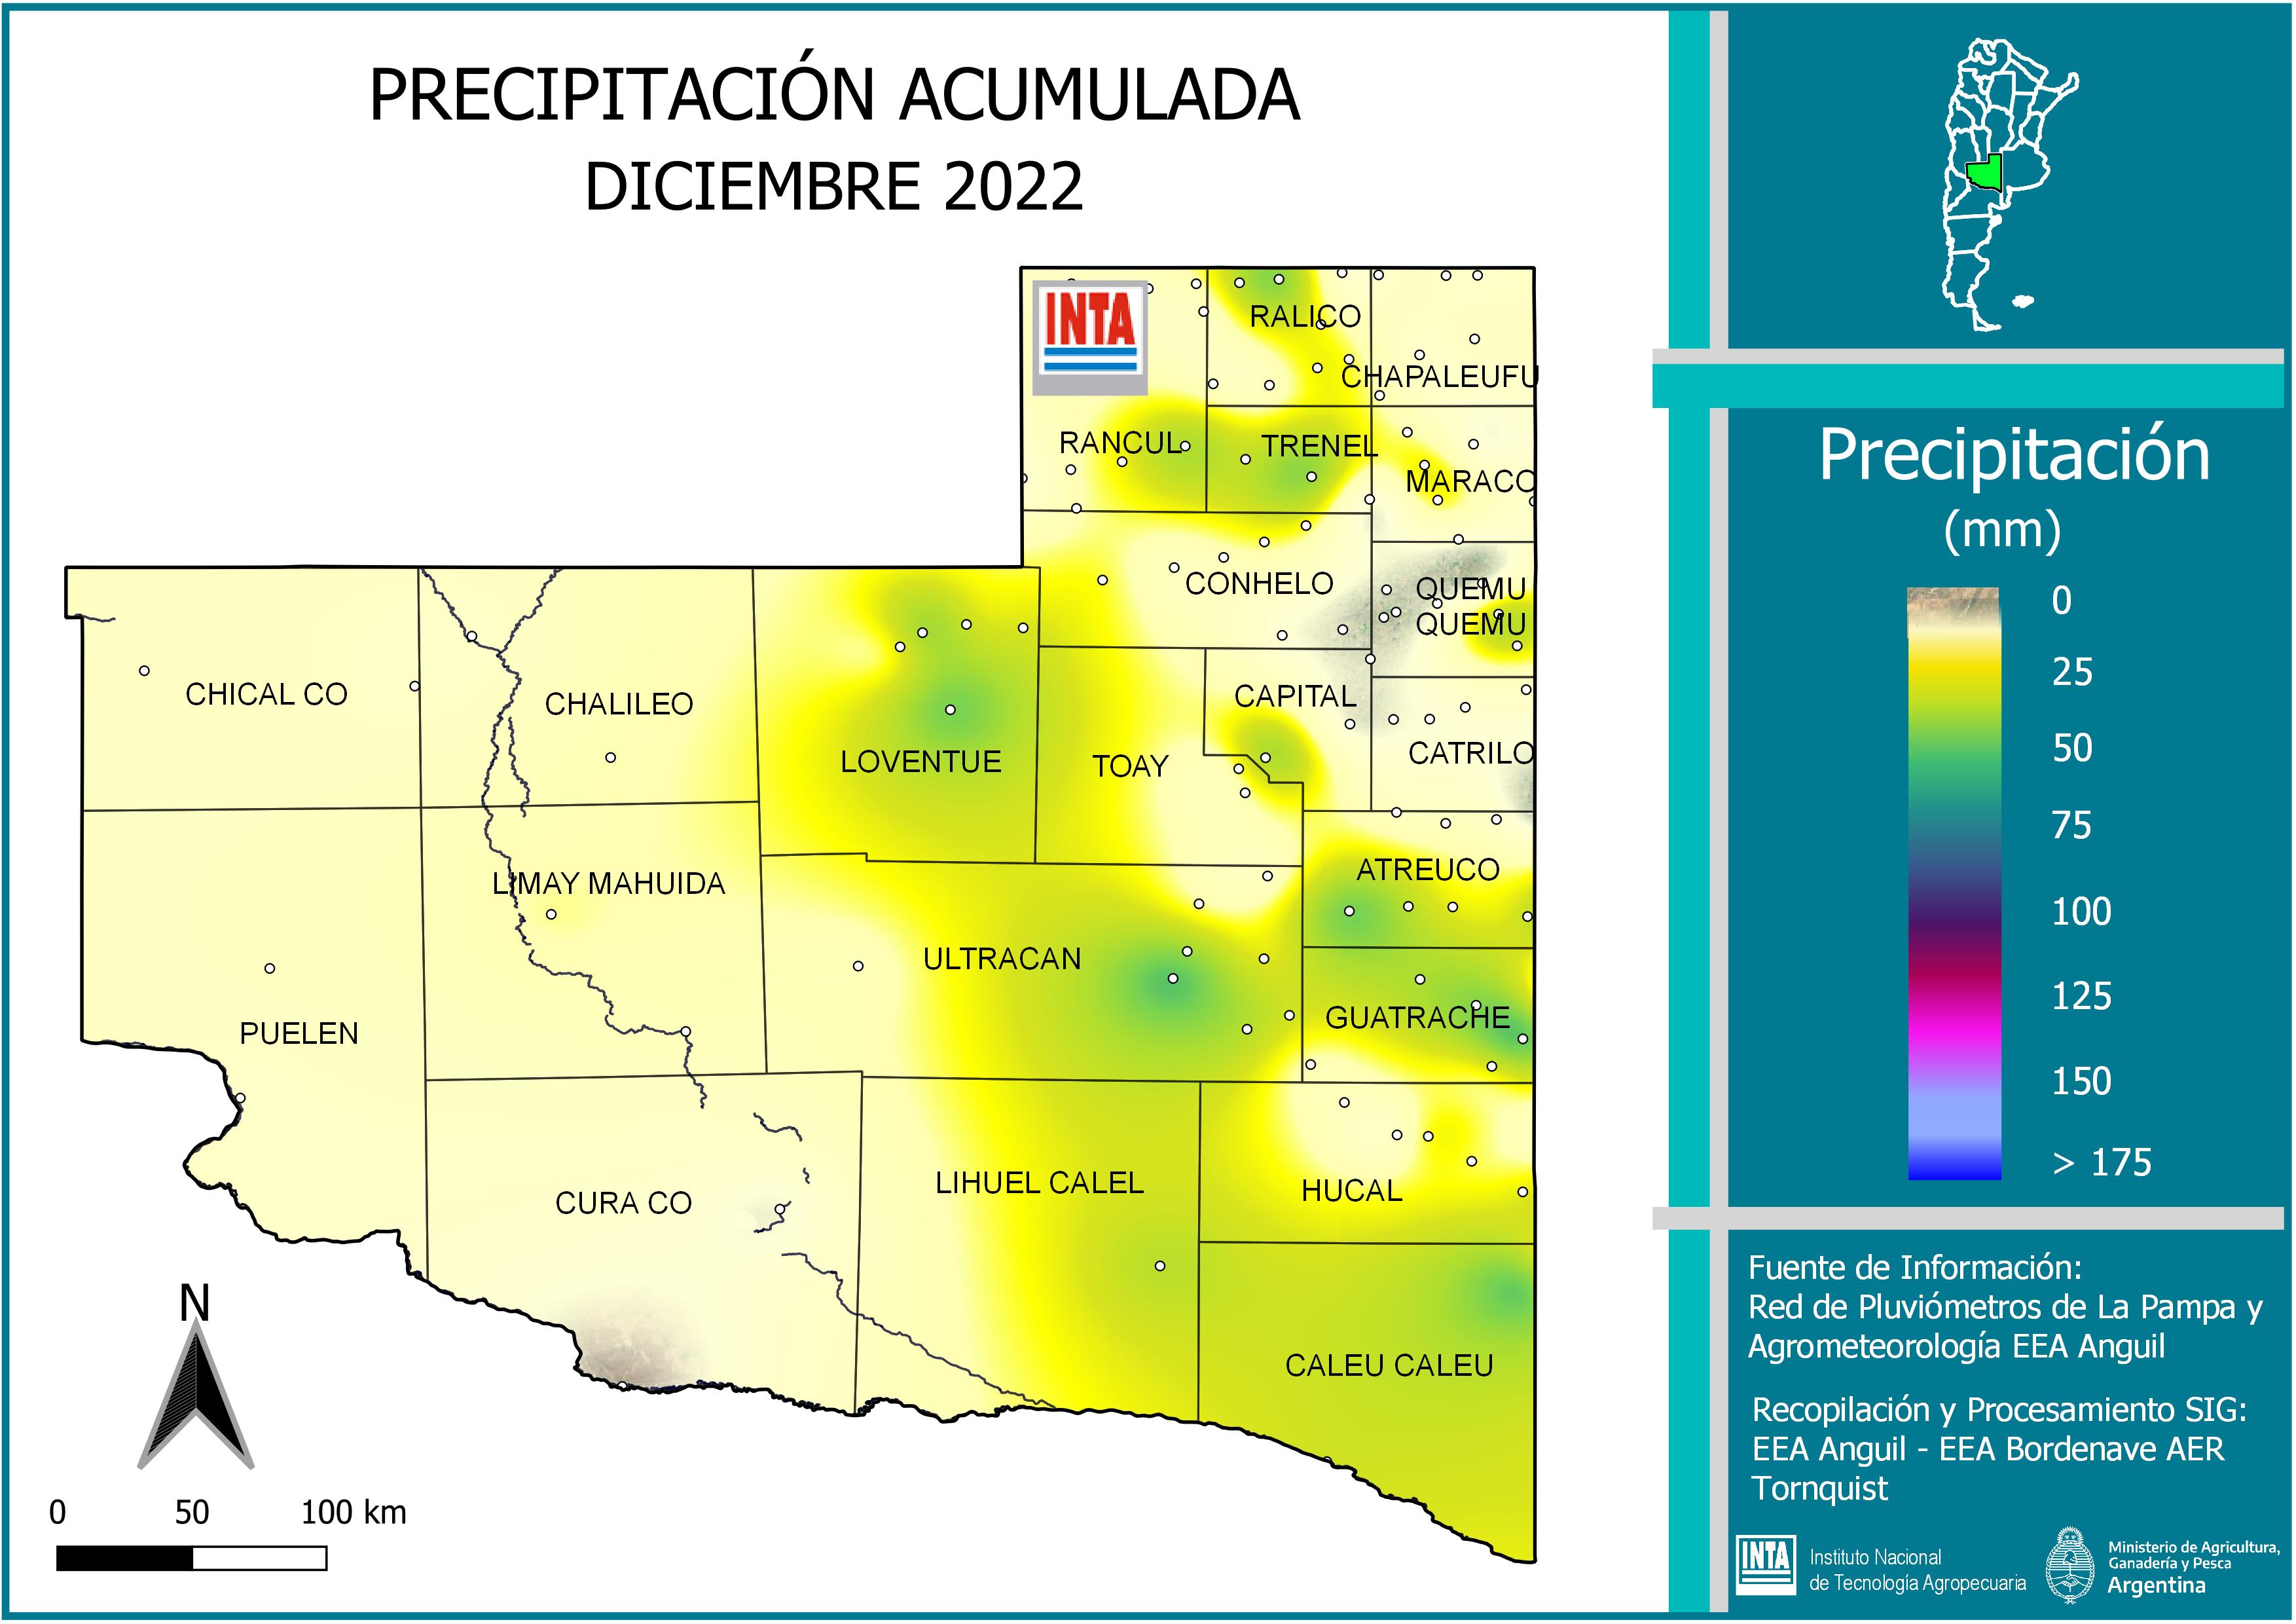 PRECIPITACIÓN ACUMULADA
DICIEMBRE 2022
INTA
RALICO
CHAPALEUFU
RANCUL
TRENEL
MARACO
CONHELO
QUEMU
QUEMU
CHICAL CO
CHALILEO
CAPITAL
LOVENTUE
TOAY
CATRILO
LIMAY MAHUIDA
ATREUCO
ULTRACAN
PUELEN
GUATRACHE
CURA CO
LIHUEL CALEL
HUCAL
CALEU CALEU
N
0 50 100 km
Precipitación
(mm)
0
25
50
75
100
125
150
> 175
Fuente de Información:
Red de Pluviómetros de La Pampa y
Agrometeorología EEA Anguil
Recopilación y Procesamiento SIG:
EEA Anguil - EEA Bordenave AER
Tornquist
INTA
Instituto Nacional
de Tecnología Agropecuaria
Ministerio de Agricultura,
Ganadería y Pesca
Argentina